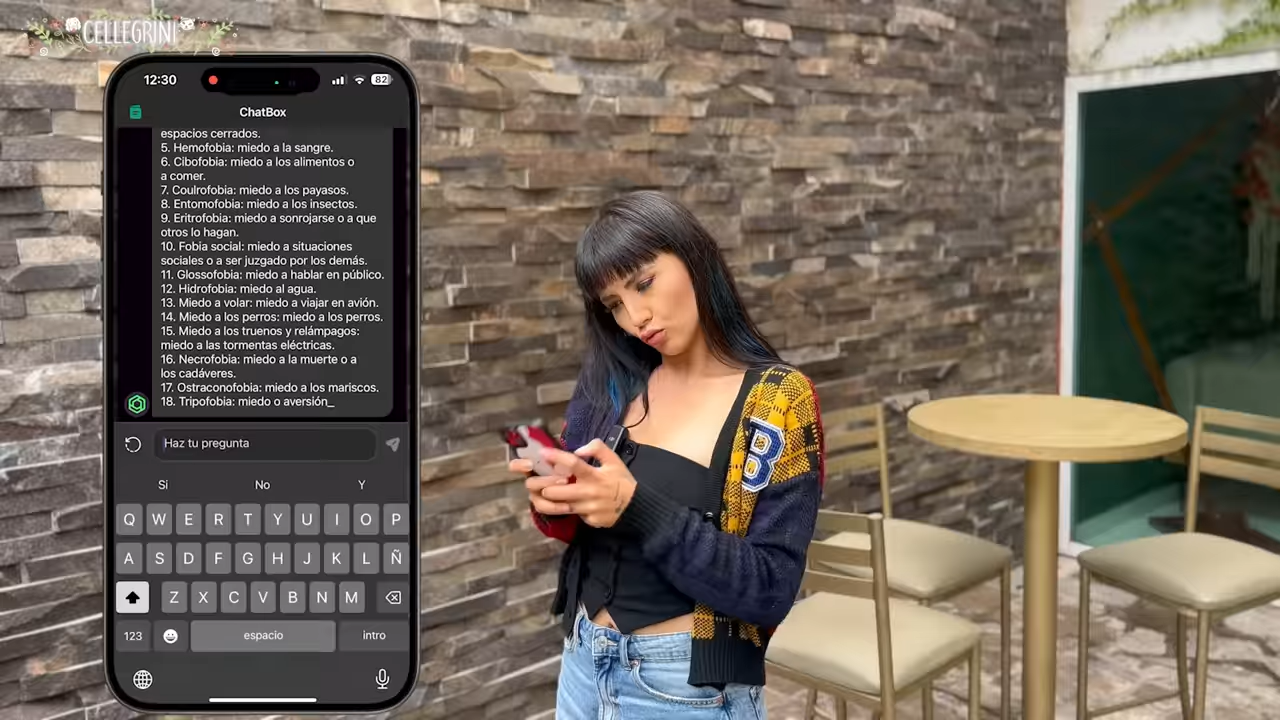 CELLEGRINI
12:30
82
ChatBox
espacios cerrados.
5. Hemofobia: miedo a la sangre.
6. Cibofobia: miedo a los alimentos o
a comer.
7. Coulrofobia: miedo a los payasos.
8. Entomofobia: miedo a los insectos.
9. Eritrofobia: miedo a sonrojarse o a que
otros lo hagan.
10. Fobia social: miedo a situaciones
sociales o a ser juzgado por los demás.
11. Glossofobia: miedo a hablar en público.
12. Hidrofobia: miedo al agua.
13. Miedo a volar: miedo a viajar en avión.
14. Miedo a los perros: miedo a los perros.
15. Miedo a los truenos y relámpagos:
miedo a las tormentas eléctricas.
16. Necrofobia: miedo a la muerte o a
los cadáveres.
17. Ostraconofobia: miedo a los mariscos.
18. Tripofobia: miedo o aversión_
Haz tu pregunta
Si No Y
Q W E R T Y U I O P
A S D F G H J K L Ñ
Z X C V B N M
123 espacio intro
B